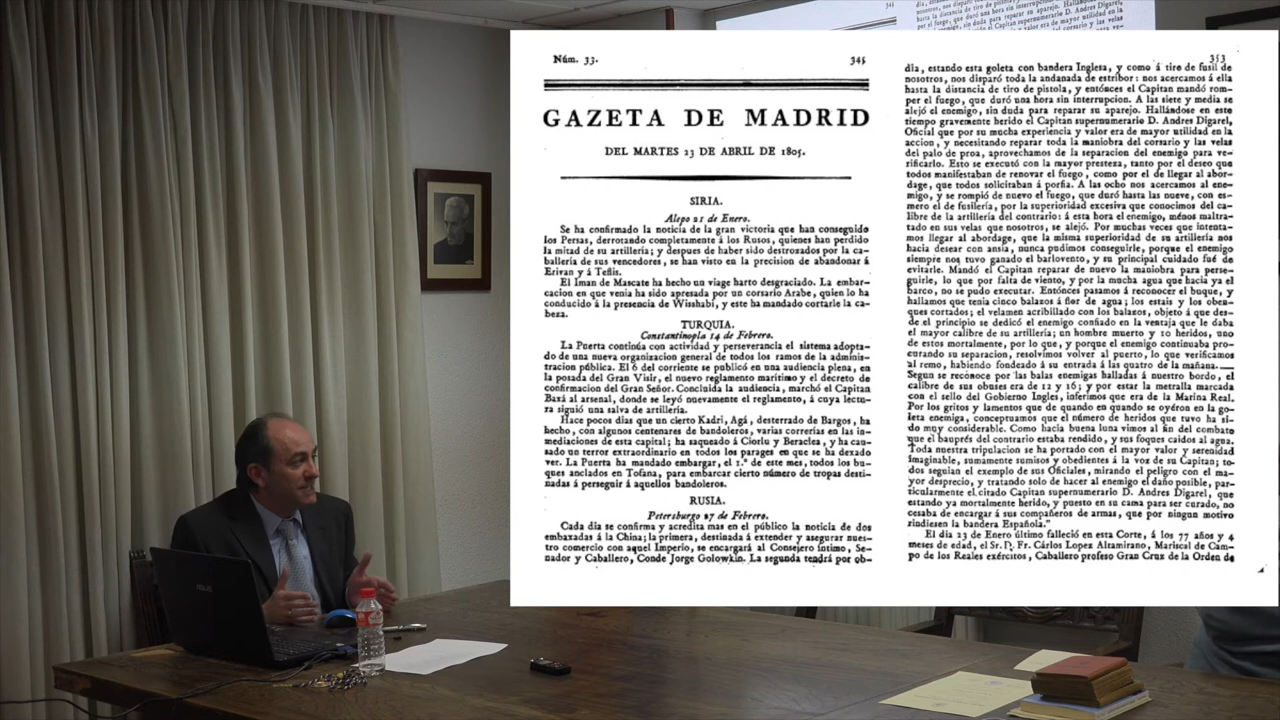 Núm. 33.
345
GAZETA DE MADRID
DEL MARTES 23 DE ABRIL DE 1805.
SIRIA.
Alepo 21 de Enero.
Se ha confirmado la noticia de la gran victoria que han conseguido
los Persas, derrotando completamente á los Rusos, quienes han perdido
la mitad de su artillería; y despues de haber sido destrozados por la ca-
ballería de sus vencedores, se han visto en la precision de abandonar á
Erivan y á Teflis.
El Iman de Mascate ha hecho un viage harto desgraciado. La embar-
cacion en que venia ha sido apresada por un corsario Arabe, quien lo ha
conducido á la presencia de Wisshabi, y este ha mandado cortarle la ca-
beza.
TURQUIA.
Constantinopla 14 de Febrero.
La Puerta continúa con actividad y perseverancia el sistema adopta-
do de una nueva organizacion general de todos los ramos de la adminis-
tracion pública. El 6 del corriente se publicó en una audiencia plena, en
la posada del Gran Visir, el nuevo reglamento marítimo y el decreto de
confirmacion del Gran Señor. Concluida la audiencia, marchó el Capitan
Baxá al arsenal, donde se leyó nuevamente el reglamento, á cuya lectu-
ra siguió una salva de artillería.
Hace pocos dias que un cierto Kadri, Agá, desterrado de Bargos, ha
hecho, con algunos centenares de bandoleros, varias correrías en las in-
mediaciones de esta capital; ha saqueado á Ciorlu y Beraclea, y ha cau-
sado un terror extraordinario en todos los parages en que se ha dexado
ver. La Puerta ha mandado embargar, el 1.º de este mes, todos los bu-
ques anclados en Tofana, para embarcar cierto número de tropas desti-
nadas á perseguir á aquellos bandoleros.
RUSIA.
Petersburgo 27 de Febrero.
Cada dia se confirma y acredita mas en el público la noticia de dos
embaxadas á la China; la primera, destinada á extender y asegurar nues-
tro comercio con aquel Imperio, se encargará al Consejero íntimo, Se-
nador y Caballero, Conde Jorge Golowkin. La segunda tendrá por ob-
353
dia, estando esta goleta con bandera Inglesa, y como á tiro de fusil de
nosotros, nos disparó toda la andanada de estribor: nos acercamos á ella
hasta la distancia de tiro de pistola, y entónces el Capitan mandó rom-
per el fuego, que duró una hora sin interrupcion. A las siete y media se
alejó el enemigo, sin duda para reparar su aparejo. Hallándose en este
tiempo gravemente herido el Capitan supernumerario D. Andres Digarel,
Oficial que por su mucha experiencia y valor era de mayor utilidad en la
accion, y necesitando reparar toda la maniobra del corsario y las velas
del palo de proa, aprovechamos de la separacion del enemigo para ve-
rificarlo. Esto se executó con la mayor presteza, tanto por el deseo que
todos manifestaban de renovar el fuego, como por el de llegar al abor-
dage, que todos solicitaban á porfia. A las ocho nos acercamos al ene-
migo, y se rompió de nuevo el fuego, que duró hasta las nueve, con es-
mero el de fusilería, por la superioridad excesiva que conocimos del ca-
libre de la artillería del contrario: á esta hora el enemigo, ménos maltra-
tado en sus velas que nosotros, se alejó. Por muchas veces que intenta-
mos llegar al abordage, que la misma superioridad de su artillería nos
hacia desear con ansia, nunca pudimos conseguirle, porque el enemigo
siempre nos tuvo ganado el barlovento, y su principal cuidado fué de
evitarle. Mandó el Capitan reparar de nuevo la maniobra para perse-
guirle, lo que por falta de viento, y por la mucha agua que hacia ya el
barco, no se pudo executar. Entónces pasamos á reconocer el buque, y
hallamos que tenia cinco balazos á flor de agua; los estais y los oben-
ques cortados; el velamen acribillado con los balazos, objeto á que des-
de el principio se dedicó el enemigo confiado en la ventaja que le daba
el mayor calibre de su artillería; un hombre muerto y 10 heridos, uno
de estos mortalmente, por lo que, y porque el enemigo continuaba pro-
curando su separacion, resolvimos volver al puerto, lo que verificamos
al remo, habiendo fondeado á su entrada á las quatro de la mañana.
Segun se reconoce por las balas enemigas halladas á nuestro bordo, el
calibre de sus obuses era de 12 y 16; y por estar la metralla marcada
con el sello del Gobierno Ingles, inferimos que era de la Marina Real.
Por los gritos y lamentos que de quando en quando se oyéron en la go-
leta enemiga, conceptuamos que el número de heridos que tuvo ha si-
do muy considerable. Como hacia buena luna vimos al fin del combate
que el bauprés del contrario estaba rendido, y sus foques caidos al agua.
Toda nuestra tripulacion se ha portado con el mayor valor y serenidad
imaginable, sumamente sumisos y obedientes á la voz de su Capitan; to-
dos seguian el exemplo de sus Oficiales, mirando el peligro con el ma-
yor desprecio, y tratando solo de hacer al enemigo el daño posible, par-
ticularmente el citado Capitan supernumerario D. Andres Digarel, que
estando ya mortalmente herido, y puesto en su cama para ser curado, no
cesaba de encargar á sus compañeros de armas, que por ningun motivo
rindiesen la bandera Española."
El dia 23 de Enero último falleció en esta Corte, á los 77 años y 4
meses de edad, el Sr. D. Fr. Cárlos Lopez Altamirano, Mariscal de Cam-
po de los Reales exércitos, Caballero profeso Gran Cruz de la Orden de
ASUS